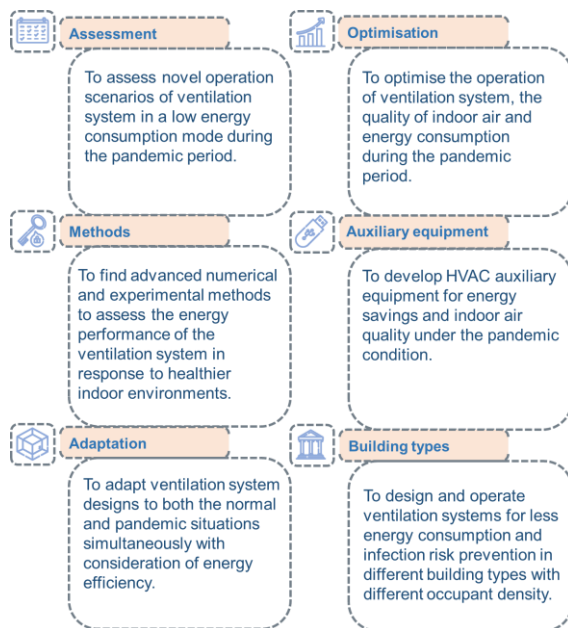 Assessment
To assess novel operation
scenarios of ventilation
system in a low energy
consumption mode during
the pandemic period.
Optimisation
To optimise the operation
of ventilation system, the
quality of indoor air and
energy consumption
during the pandemic
period.
Methods
To find advanced numerical
and experimental methods
to assess the energy
performance of the
ventilation system in
response to healthier
indoor environments.
Auxiliary equipment
To develop HVAC auxiliary
equipment for energy
savings and indoor air
quality under the pandemic
condition.
Adaptation
To adapt ventilation system
designs to both the normal
and pandemic situations
simultaneously with
consideration of energy
efficiency.
Building types
To design and operate
ventilation systems for less
energy consumption and
infection risk prevention in
different building types with
different occupant density.